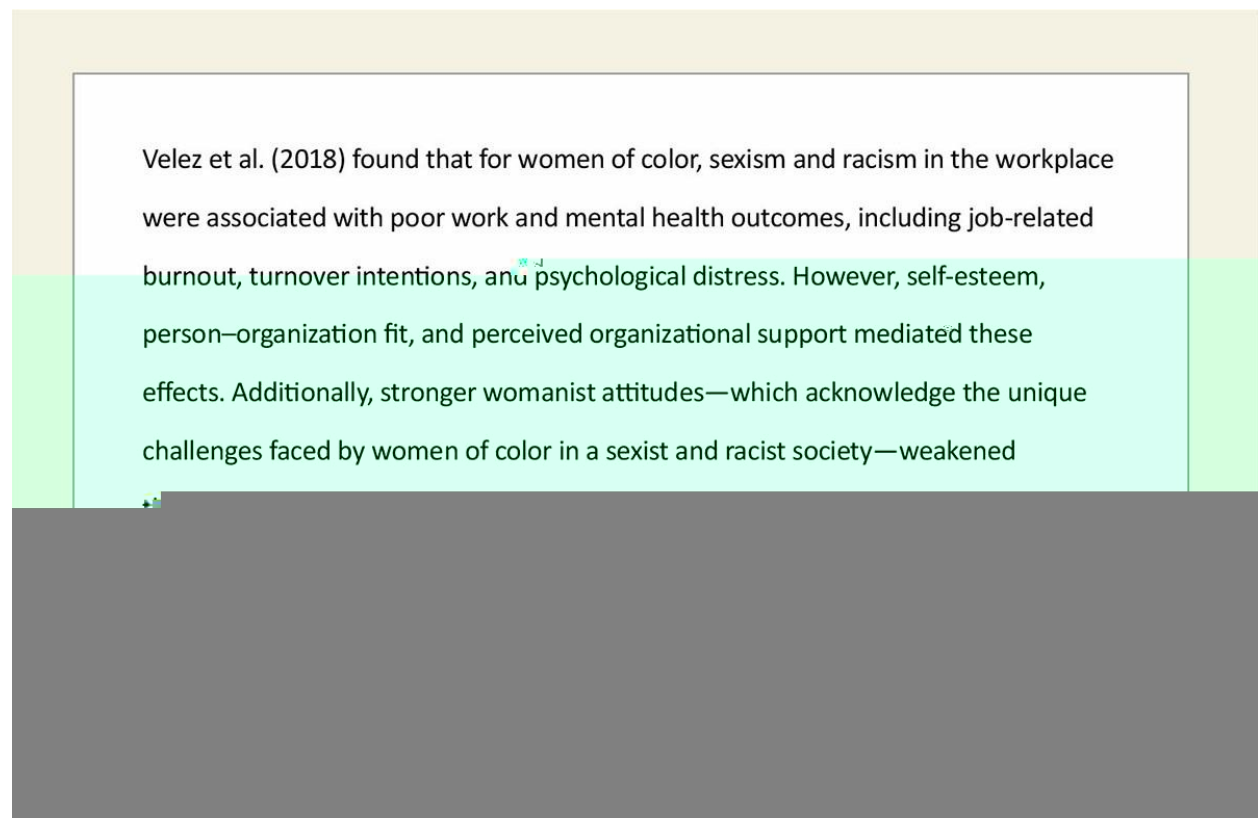 Velez et al. (2018) found that for women of color, sexism and racism in the workplace
were associated with poor work and mental health outcomes, including job-related
burnout, turnover intentions, and psychological distress. However, self-esteem,
person–organization fit, and perceived organizational support mediated these
effects. Additionally, stronger womanist attitudes—which acknowledge the unique
challenges faced by women of color in a sexist and racist society—weakened